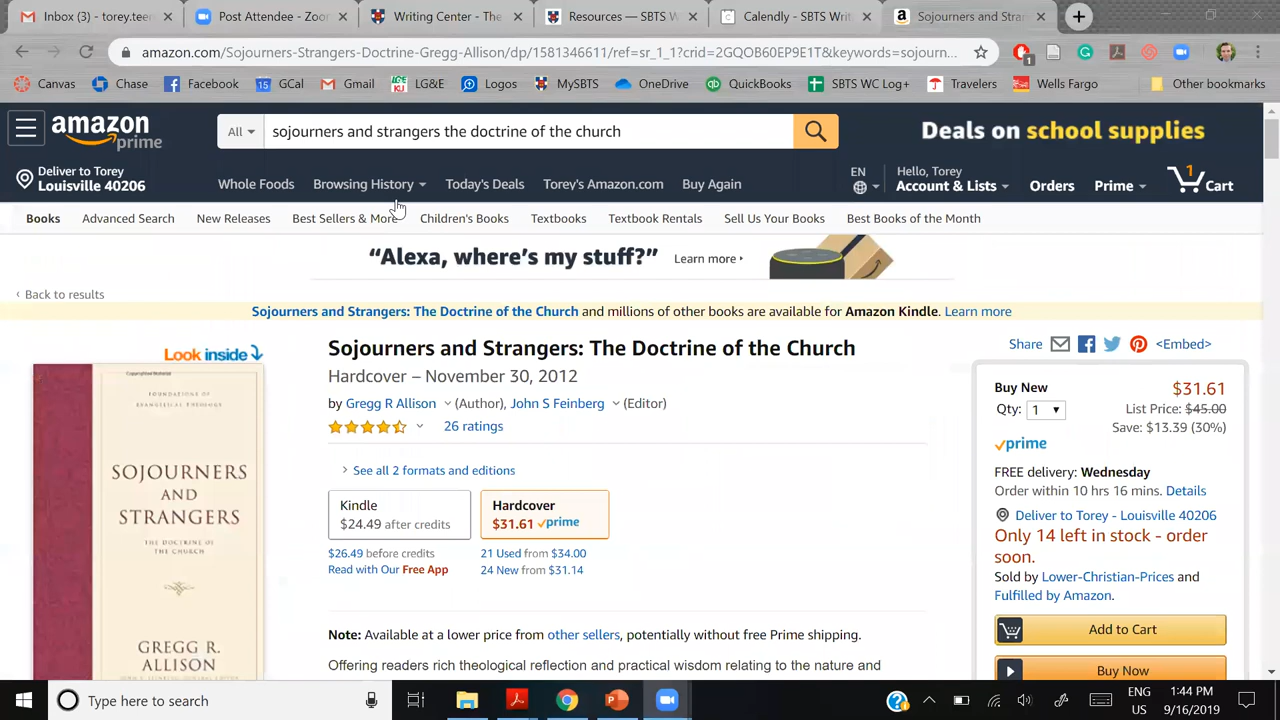 Inbox (3) - torey.teer
Post Attendee - Zoom
Writing Center - The
Resources — SBTS W
Calendly - SBTS Writ
Sojourners and Stran
amazon.com/Sojourners-Strangers-Doctrine-Gregg-Allison/dp/1581346611/ref=sr_1_1?crid=2GQOB60EP9E1T&keywords=sojourn...
1
Canvas Chase Facebook 15 GCal Gmail LG&E Logos MySBTS OneDrive QuickBooks SBTS WC Log+ Travelers Wells Fargo Other bookmarks
amazon prime
All
sojourners and strangers the doctrine of the church
Deals on school supplies
Deliver to Torey
Louisville 40206
Whole Foods Browsing History Today's Deals Torey's Amazon.com Buy Again
EN
Hello, Torey
Account & Lists
Orders
Prime
1
Cart
Books Advanced Search New Releases Best Sellers & More Children's Books Textbooks Textbook Rentals Sell Us Your Books Best Books of the Month
“Alexa, where’s my stuff?” Learn more
‹ Back to results
Sojourners and Strangers: The Doctrine of the Church and millions of other books are available for Amazon Kindle. Learn more
Look inside
SOJOURNERS
AND
STRANGERS
THE DOCTRINE OF
THE CHURCH
GREGG R.
ALLISON
Sojourners and Strangers: The Doctrine of the Church
Hardcover – November 30, 2012
by Gregg R Allison (Author), John S Feinberg (Editor)
26 ratings
See all 2 formats and editions
Kindle
$24.49 after credits
Hardcover
$31.61 prime
$26.49 before credits
Read with Our Free App
21 Used from $34.00
24 New from $31.14
Note: Available at a lower price from other sellers, potentially without free Prime shipping.
Offering readers rich theological reflection and practical wisdom relating to the nature and
Share <Embed>
Buy New
$31.61
Qty: 1
List Price: $45.00
Save: $13.39 (30%)
prime
FREE delivery: Wednesday
Order within 10 hrs 16 mins. Details
Deliver to Torey - Louisville 40206
Only 14 left in stock - order
soon.
Sold by Lower-Christian-Prices and
Fulfilled by Amazon.
Add to Cart
Buy Now
Type here to search
ENG
US
1:44 PM
9/16/2019